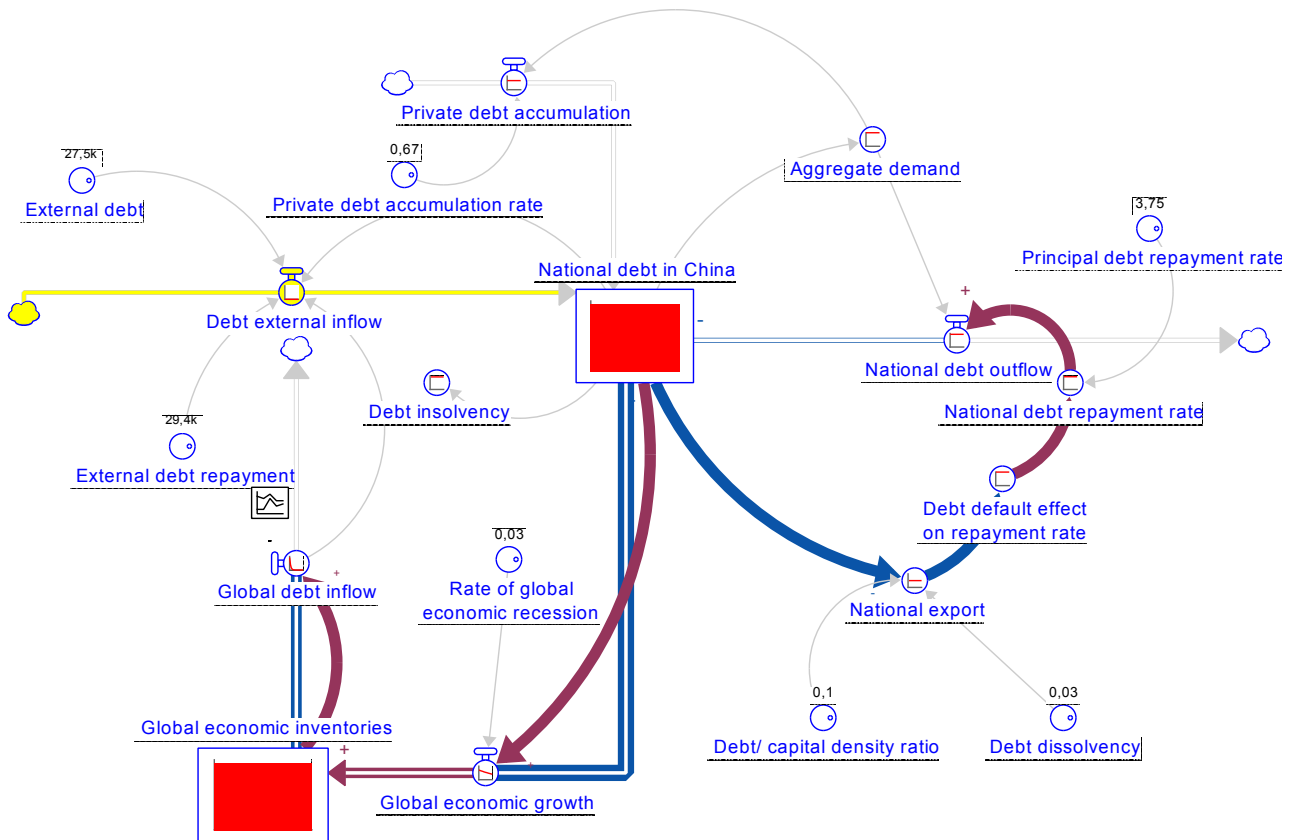 Private debt accumulation
27,5k
0,67
Aggregate demand
External debt
Private debt accumulation rate
3,75
Principal debt repayment rate
National debt in China
+
-
Debt external inflow
National debt outflow
Debt insolvency
National debt repayment rate
29,4k
External debt repayment
Debt default effect
on repayment rate
-
0,03
+
Global debt inflow
Rate of global
economic recession
-
National export
0,1
0,03
Global economic inventories
Debt/ capital density ratio
Debt dissolvency
+
+
Global economic growth